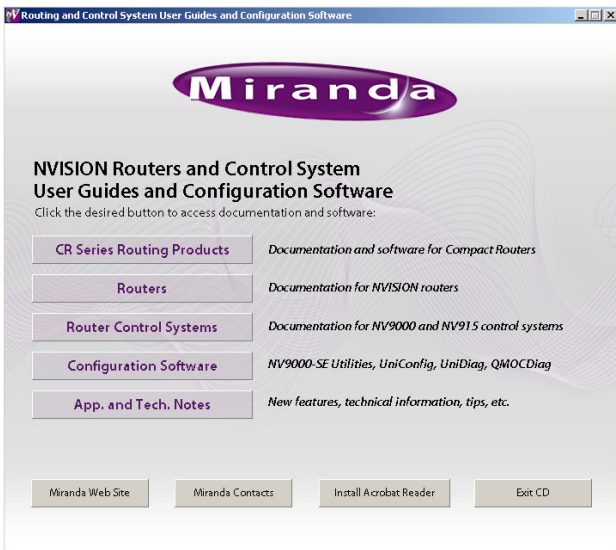 Routing and Control System User Guides and Configuration Software
Miranda
NVISION Routers and Control System
User Guides and Configuration Software
Click the desired button to access documentation and software:
CR Series Routing Products Documentation and software for Compact Routers
Routers Documentation for NVISION routers
Router Control Systems Documentation for NV9000 and NV915 control systems
Configuration Software NV9000-SE Utilities, UniConfig, UniDiag, QMOCDiag
App. and Tech. Notes New features, technical information, tips, etc.
Miranda Web Site Miranda Contacts Install Acrobat Reader Exit CD